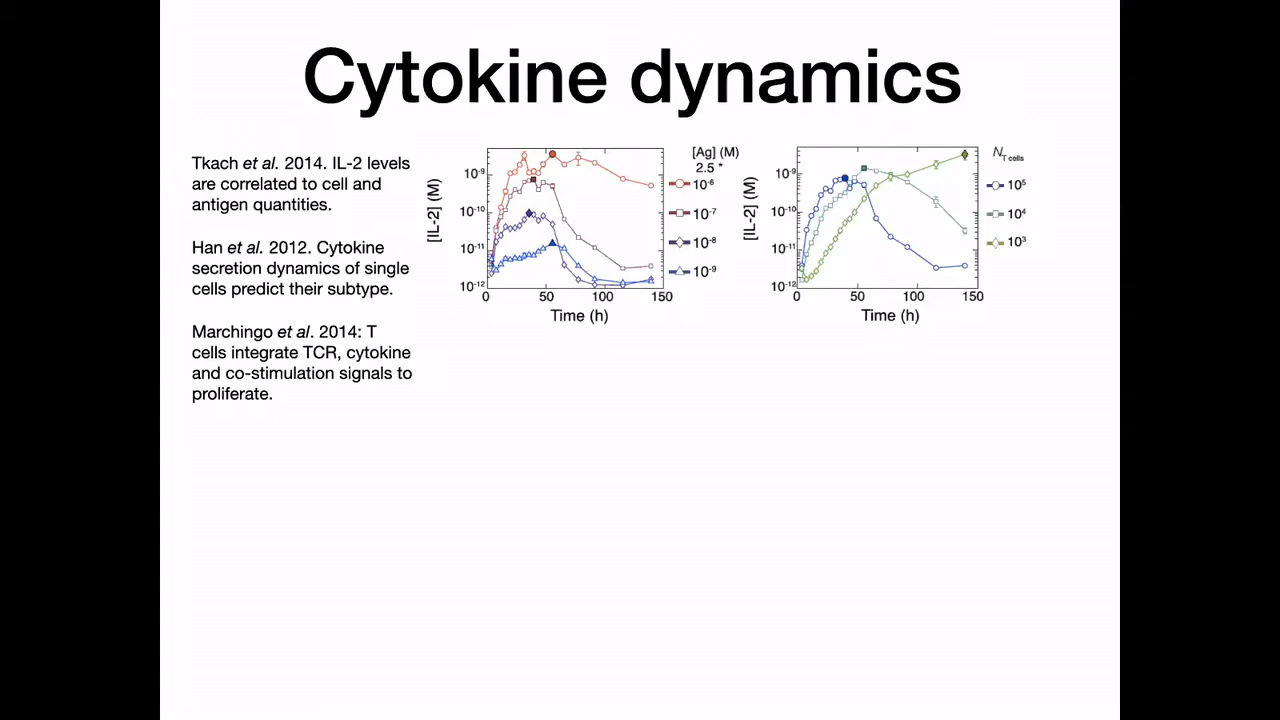 Cytokine dynamics
Tkach et al. 2014. IL-2 levels
are correlated to cell and
antigen quantities.
Han et al. 2012. Cytokine
secretion dynamics of single
cells predict their subtype.
Marchingo et al. 2014: T
cells integrate TCR, cytokine
and co-stimulation signals to
proliferate.
[IL-2] (M)
10⁻⁹
10⁻¹⁰
10⁻¹¹
10⁻¹²
0 50 100 150
Time (h)
[Ag] (M)
2.5 *
10⁻⁶
10⁻⁷
10⁻⁸
10⁻⁹
[IL-2] (M)
10⁻⁹
10⁻¹⁰
10⁻¹¹
10⁻¹²
0 50 100 150
Time (h)
N T cells
10⁵
10⁴
10³